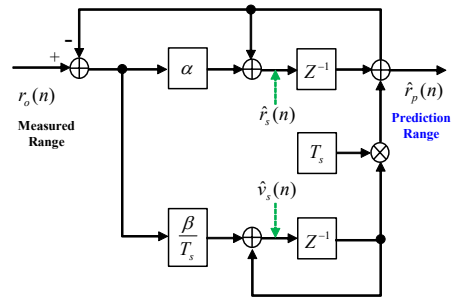 -
+
r_o(n)
Measured
Range
α
r̂_s(n)
Z⁻¹
r̂_p(n)
Prediction
Range
T_s
v̂_s(n)
β
T_s
Z⁻¹